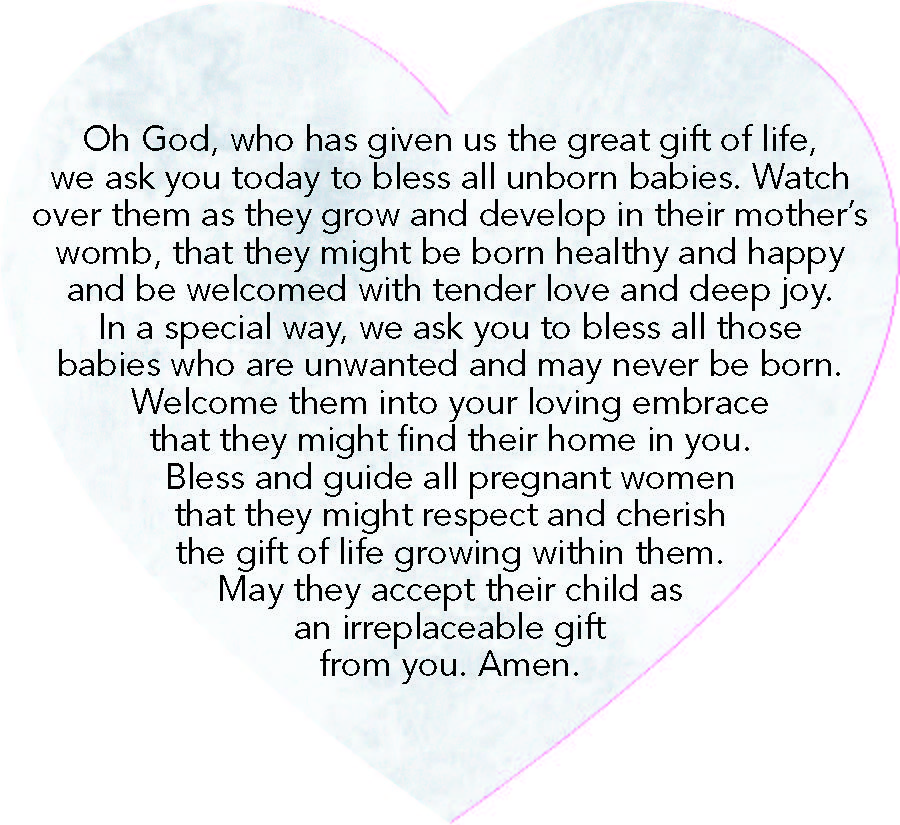 Oh God, who has given us the great gift of life,
we ask you today to bless all unborn babies. Watch
over them as they grow and develop in their mother’s
womb, that they might be born healthy and happy
and be welcomed with tender love and deep joy.
In a special way, we ask you to bless all those
babies who are unwanted and may never be born.
Welcome them into your loving embrace
that they might find their home in you.
Bless and guide all pregnant women
that they might respect and cherish
the gift of life growing within them.
May they accept their child as
an irreplaceable gift
from you. Amen.